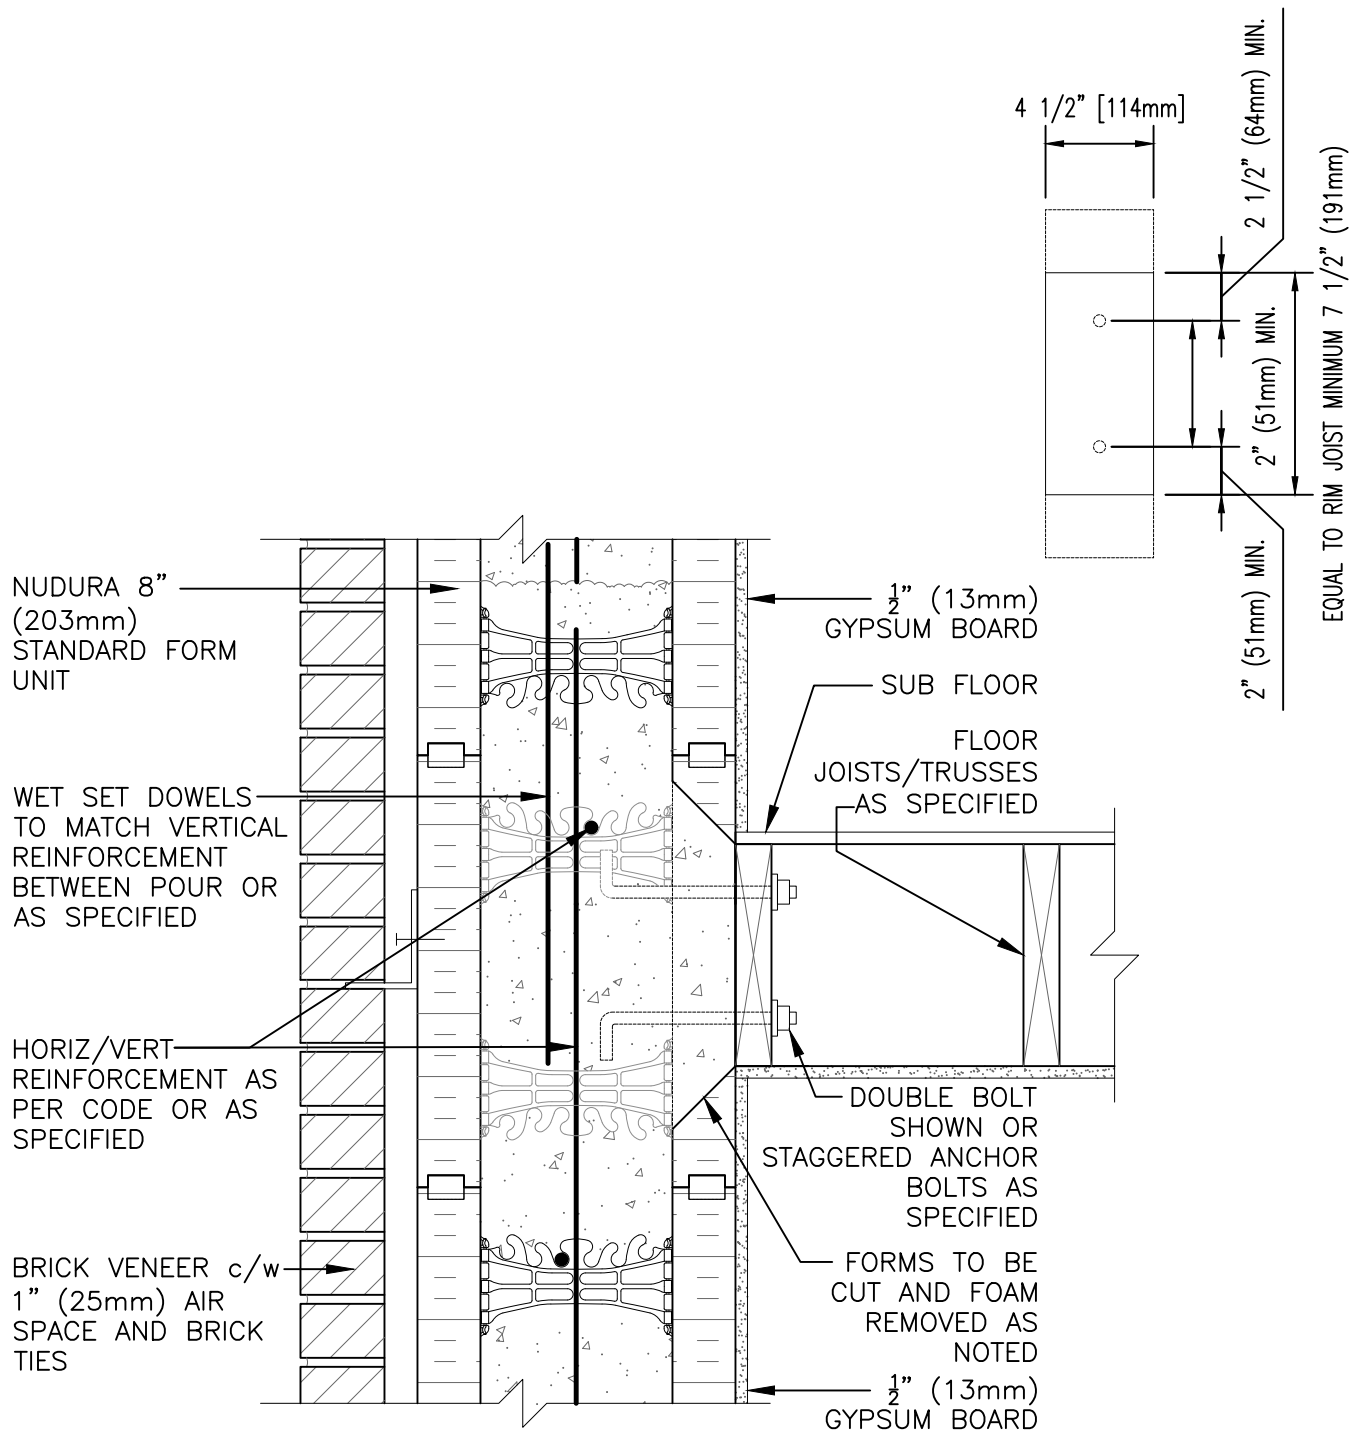 4 1/2” [114mm]
2 1/2” (64mm) MIN.
2” (51mm) MIN.
2” (51mm) MIN.
EQUAL TO RIM JOIST MINIMUM 7 1/2” (191mm)
NUDURA 8”
(203mm)
STANDARD FORM
UNIT
WET SET DOWELS
TO MATCH VERTICAL
REINFORCEMENT
BETWEEN POUR OR
AS SPECIFIED
HORIZ/VERT
REINFORCEMENT AS
PER CODE OR AS
SPECIFIED
BRICK VENEER c/w
1” (25mm) AIR
SPACE AND BRICK
TIES
½” (13mm)
GYPSUM BOARD
SUB FLOOR
FLOOR
JOISTS/TRUSSES
AS SPECIFIED
DOUBLE BOLT
SHOWN OR
STAGGERED ANCHOR
BOLTS AS
SPECIFIED
FORMS TO BE
CUT AND FOAM
REMOVED AS
NOTED
½” (13mm)
GYPSUM BOARD